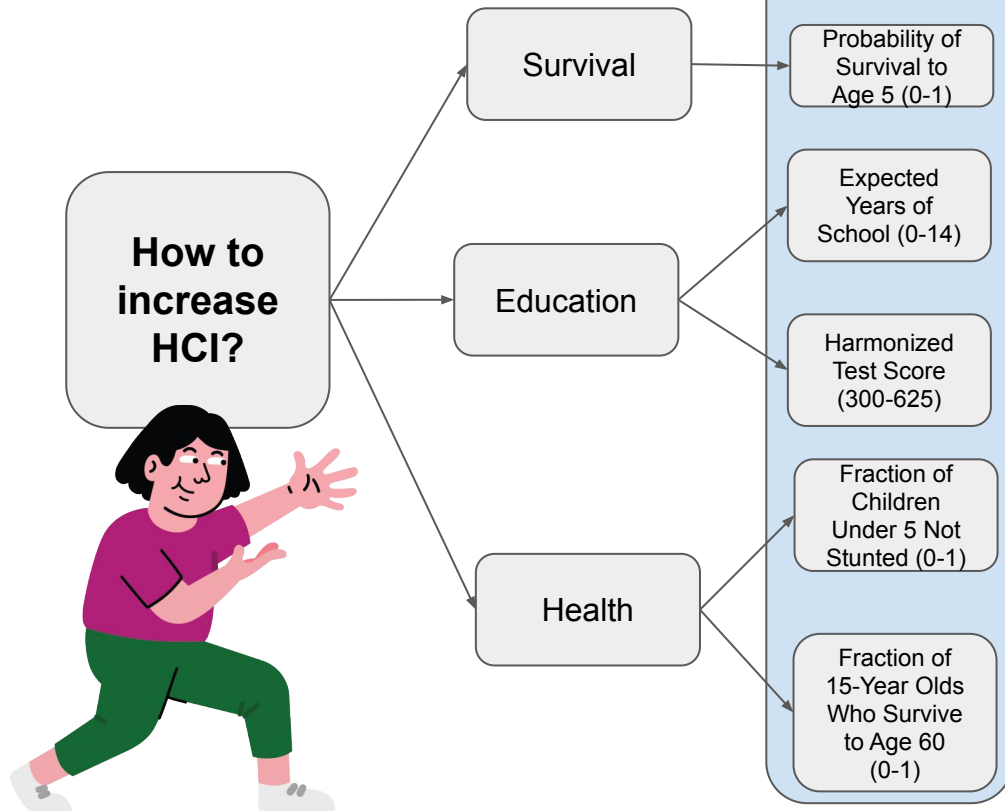 How to
increase
HCI?
Survival
Probability of
Survival to
Age 5 (0-1)
Education
Expected
Years of
School (0-14)
Harmonized
Test Score
(300-625)
Health
Fraction of
Children
Under 5 Not
Stunted (0-1)
Fraction of
15-Year Olds
Who Survive
to Age 60
(0-1)